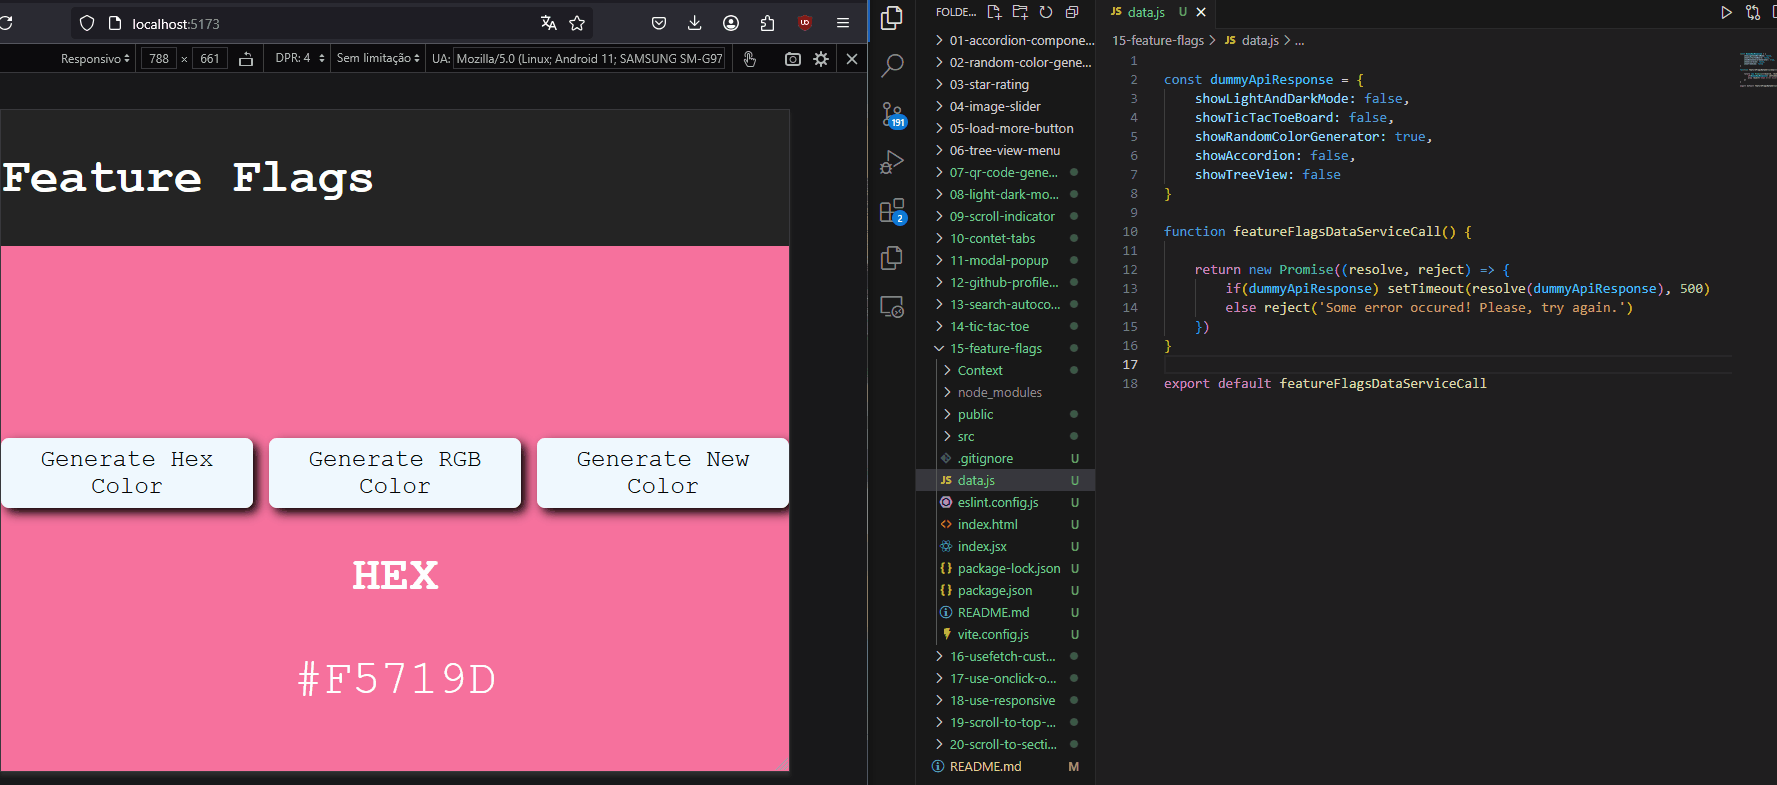 localhost:5173
Responsivo
788 × 661
DPR: 4
Sem limitação
UA: Mozilla/5.0 (Linux; Android 11; SAMSUNG SM-G97
Feature Flags
Generate Hex
Color
Generate RGB
Color
Generate New
Color
HEX
#F5719D
191
2
FOLDE...
01-accordion-compone...
02-random-color-gene...
03-star-rating
04-image-slider
05-load-more-button
06-tree-view-menu
07-qr-code-gene...
08-light-dark-mo...
09-scroll-indicator
10-contet-tabs
11-modal-popup
12-github-profile...
13-search-autoco...
14-tic-tac-toe
15-feature-flags
Context
node_modules
public
src
.gitignore U
JS data.js U
eslint.config.js U
index.html U
index.jsx U
package-lock.json U
package.json U
README.md U
vite.config.js U
16-usefetch-cust...
17-use-onclick-o...
18-use-responsive
19-scroll-to-top-...
20-scroll-to-secti...
README.md M
JS data.js U
15-feature-flags > JS data.js > ...
1
2 const dummyApiResponse = {
3 showLightAndDarkMode: false,
4 showTicTacToeBoard: false,
5 showRandomColorGenerator: true,
6 showAccordion: false,
7 showTreeView: false
8 }
9
10 function featureFlagsDataServiceCall() {
11
12 return new Promise((resolve, reject) => {
13 if(dummyApiResponse) setTimeout(resolve(dummyApiResponse), 500)
14 else reject('Some error occured! Please, try again.')
15 })
16 }
17
18 export default featureFlagsDataServiceCall